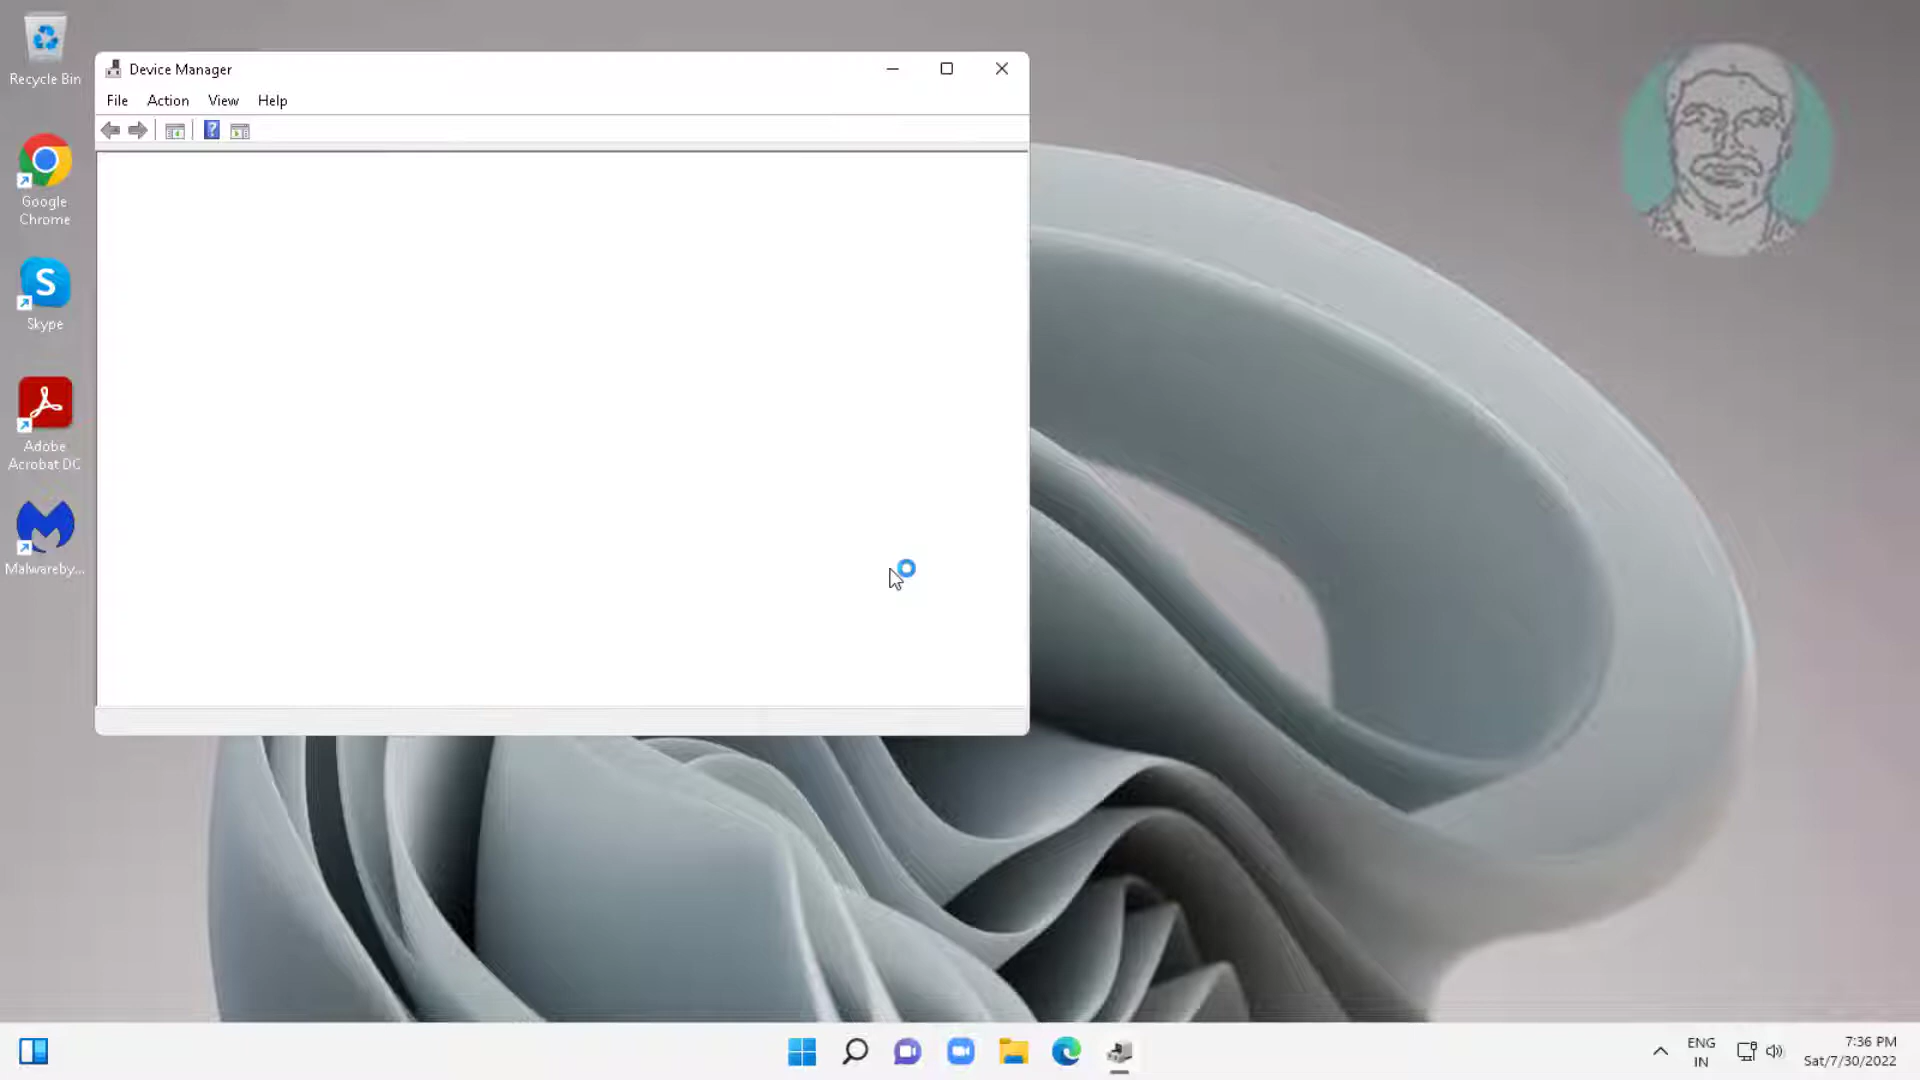 Recycle Bin
Device Manager
File Action View Help
?
Google
Chrome
S
Skype
Adobe
Acrobat DC
Malwareby...
ENG
IN
7:36 PM
Sat/7/30/2022